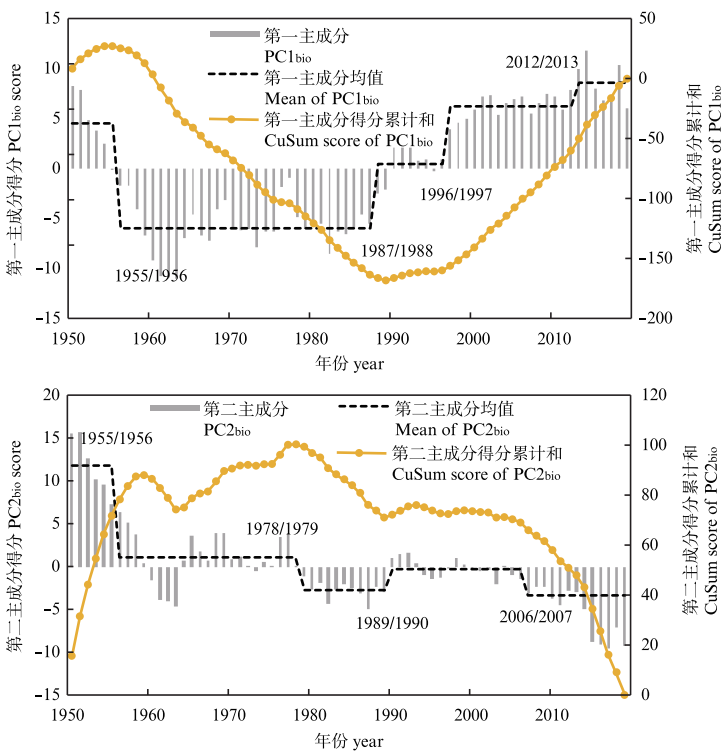 15
10
5
0
−5
−10
−15
第一主成分得分 PC1bio score
50
0
−50
−100
−150
−200
第一主成分得分累计和
CuSum score of PC1bio
第一主成分
PC1bio
第一主成分均值
Mean of PC1bio
第一主成分得分累计和
CuSum score of PC1bio
2012/2013
1996/1997
1987/1988
1955/1956
1950
1960
1970
1980
1990
2000
2010
年份 year
20
15
10
5
0
−5
−10
−15
第二主成分得分 PC2bio score
120
100
80
60
40
20
0
第二主成分得分累计和
CuSum score of PC2bio
第二主成分
PC2bio
第二主成分均值
Mean of PC2bio
第二主成分得分累计和
CuSum score of PC2bio
1955/1956
1978/1979
1989/1990
2006/2007
1950
1960
1970
1980
1990
2000
2010
年份 year